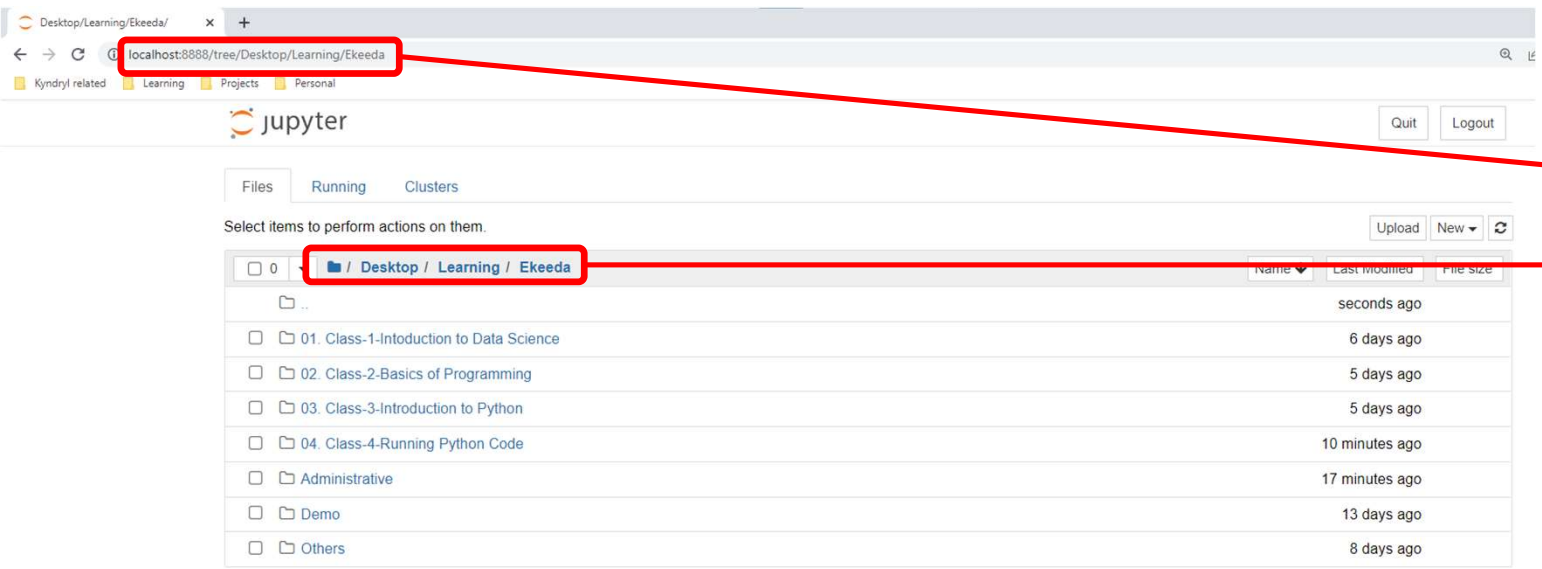 Desktop/Learning/Ekeeda/ × +
localhost:8888/tree/Desktop/Learning/Ekeeda
Kyndryl related Learning Projects Personal
jupyter Quit Logout
Files Running Clusters
Select items to perform actions on them. Upload New
0 / Desktop / Learning / Ekeeda Name Last Modified File size
.. seconds ago
01. Class-1-Intoduction to Data Science 6 days ago
02. Class-2-Basics of Programming 5 days ago
03. Class-3-Introduction to Python 5 days ago
04. Class-4-Running Python Code 10 minutes ago
Administrative 17 minutes ago
Demo 13 days ago
Others 8 days ago